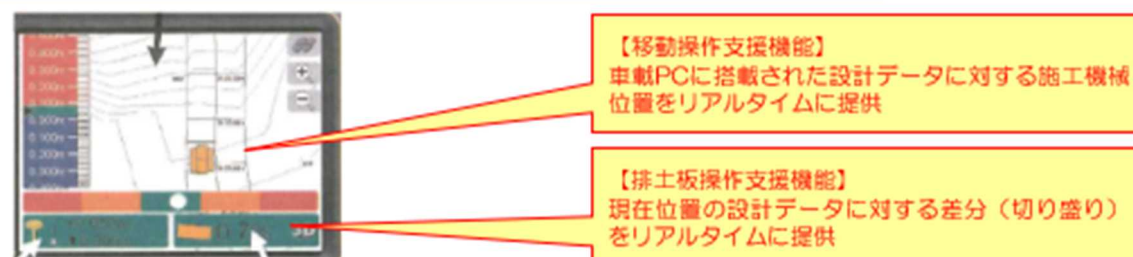 【移動操作支援機能】
車載PCに搭載された設計データに対する施工機械
位置をリアルタイムに提供
【排土板操作支援機能】
現在位置の設計データに対する差分（切り盛り）
をリアルタイムに提供
3D